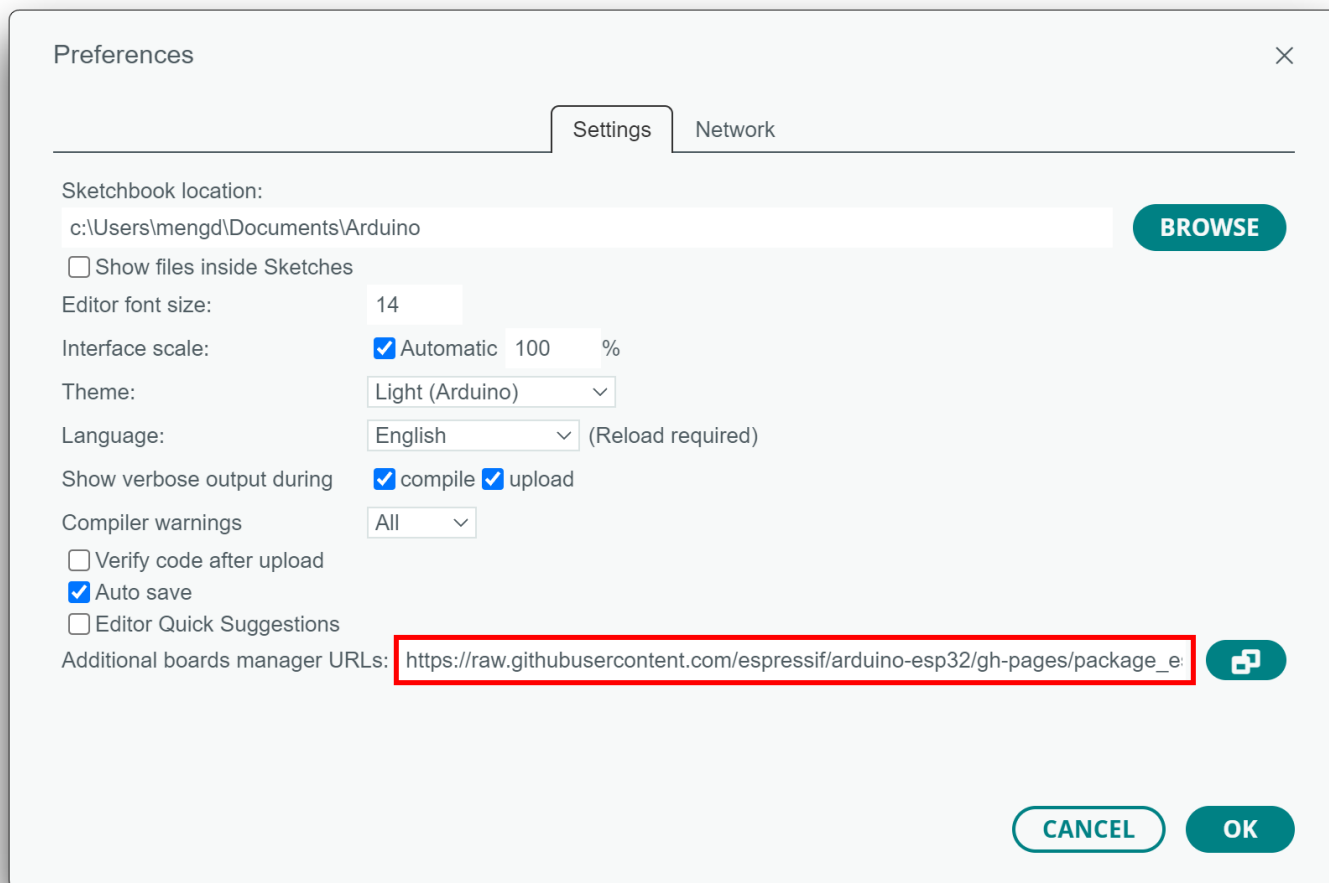 Preferences
Settings Network
Sketchbook location:
c:\Users\mengd\Documents\Arduino BROWSE
Show files inside Sketches
Editor font size: 14
Interface scale: Automatic 100 %
Theme: Light (Arduino)
Language: English (Reload required)
Show verbose output during compile upload
Compiler warnings All
Verify code after upload
Auto save
Editor Quick Suggestions
Additional boards manager URLs: https://raw.githubusercontent.com/espressif/arduino-esp32/gh-pages/package_e
CANCEL OK